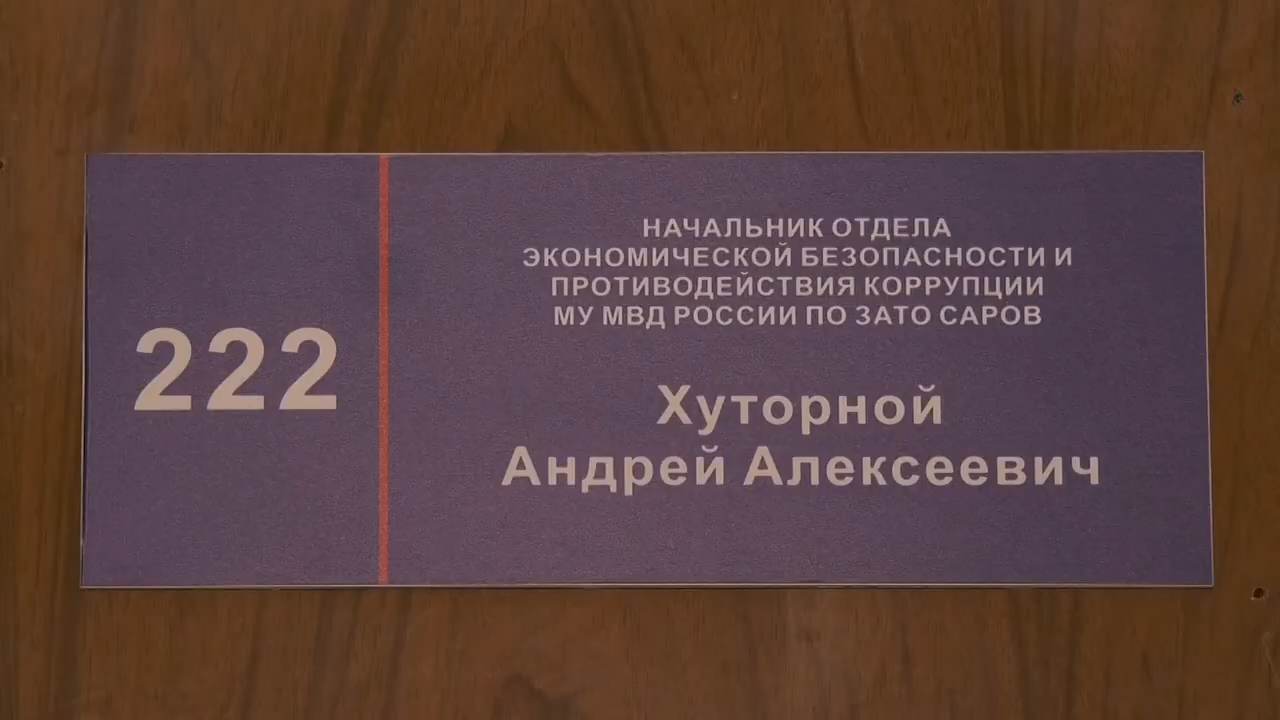 222
НАЧАЛЬНИК ОТДЕЛА
ЭКОНОМИЧЕСКОЙ БЕЗОПАСНОСТИ И
ПРОТИВОДЕЙСТВИЯ КОРРУПЦИИ
МУ МВД РОССИИ ПО ЗАТО САРОВ
Хуторной
Андрей Алексеевич